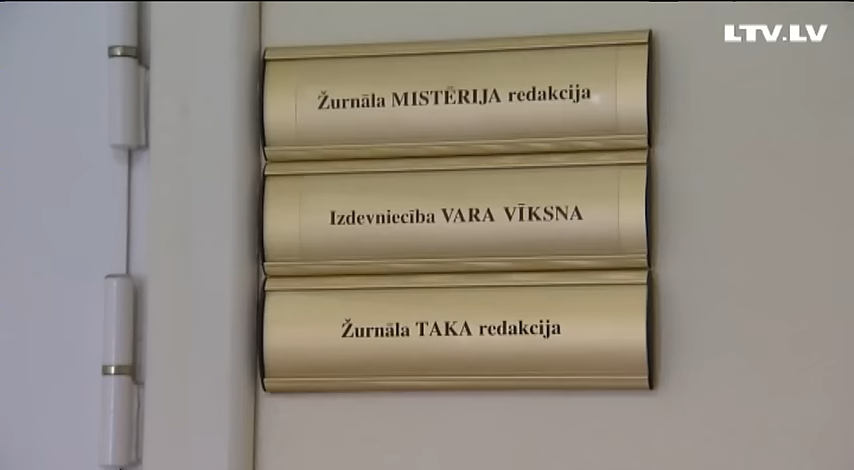 LTV.LV
Žurnāla MISTĒRIJA redakcija
Izdevniecība VARA VĪKSNA
Žurnāla TAKA redakcija